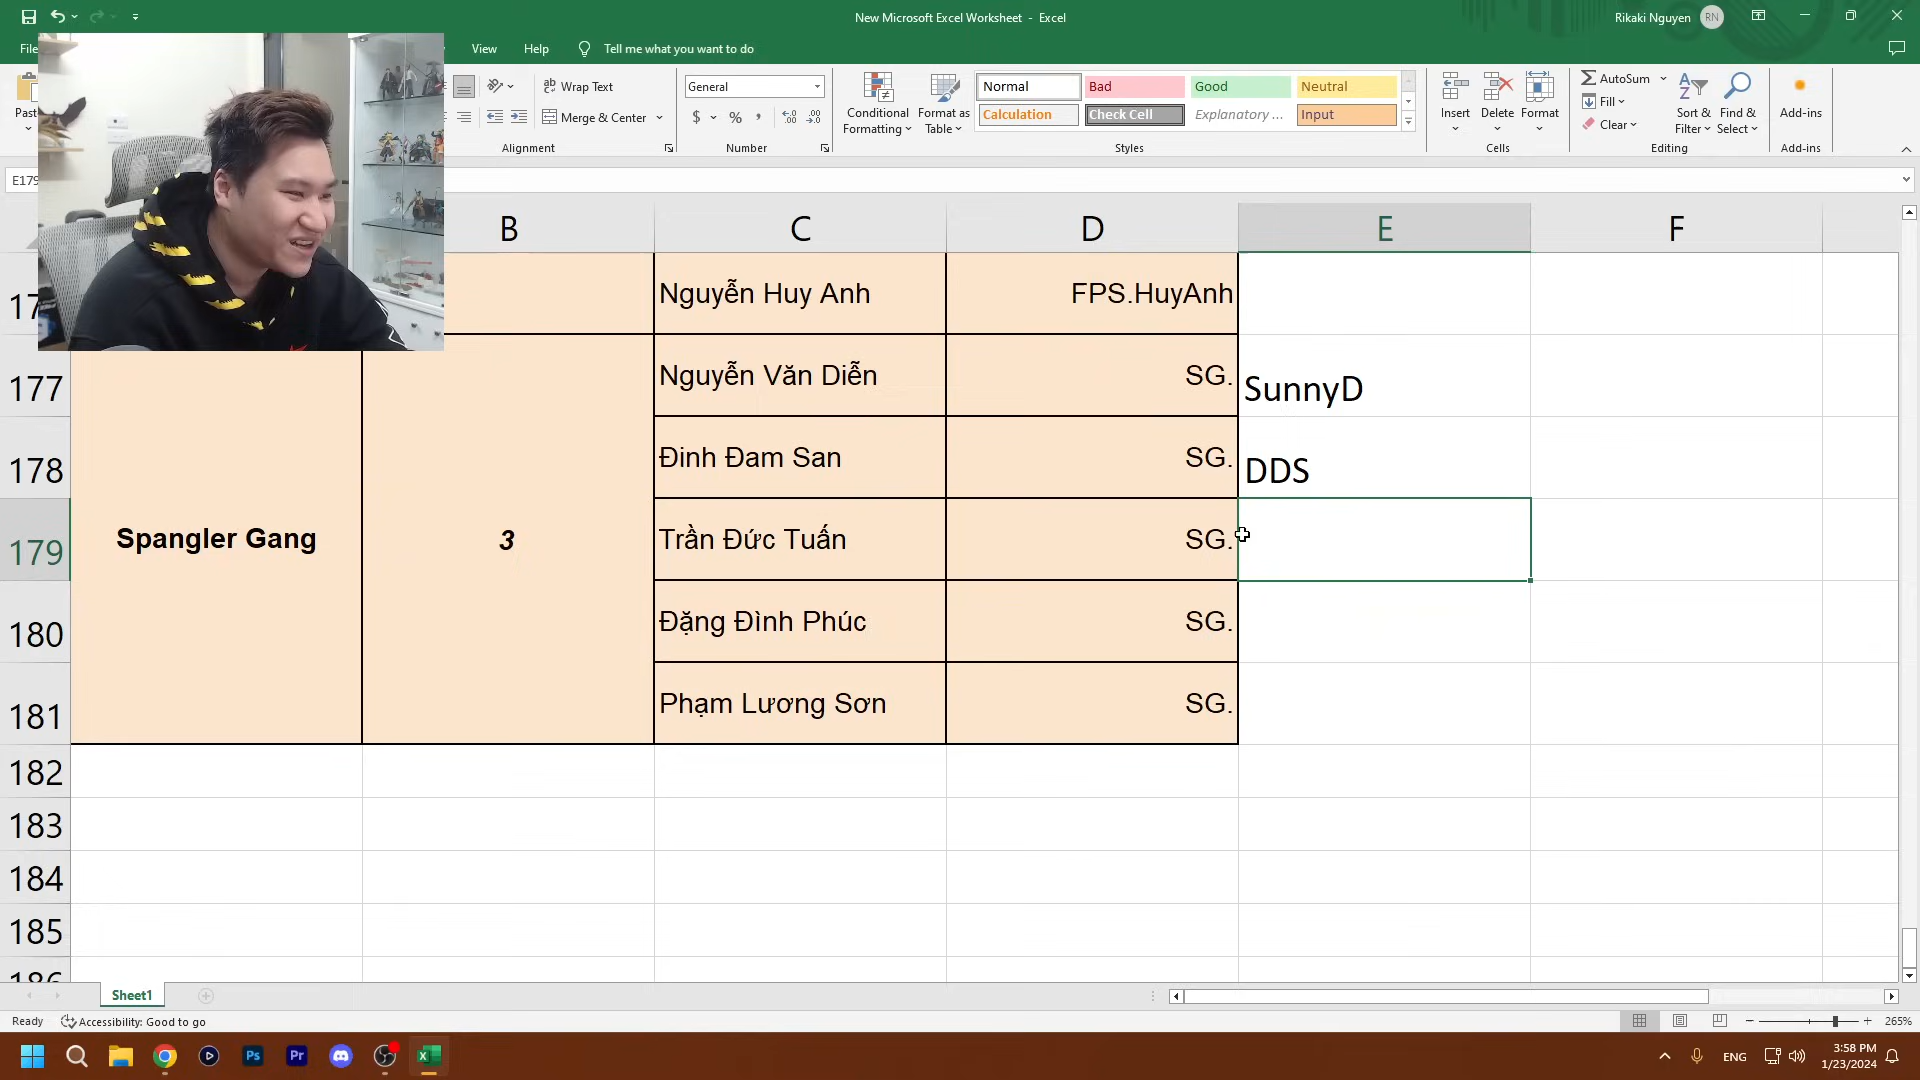 New Microsoft Excel Worksheet - Excel
Rikaki Nguyen RN
File
View Help Tell me what you want to do
Paste
Wrap Text
Merge & Center
Alignment
General
$ % ,
Number
Conditional Formatting
Format as Table
Normal Bad Good Neutral
Calculation Check Cell Explanatory ... Input
Styles
Insert Delete Format
Cells
AutoSum
Fill
Clear
Sort & Filter
Find & Select
Editing
Add-ins
Add-ins
E179
B C D E F
Nguyễn Huy Anh FPS.HuyAnh
177 Nguyễn Văn Diễn SG. SunnyD
178 Đinh Đam San SG. DDS
179 Spangler Gang 3 Trần Đức Tuấn SG.
180 Đặng Đình Phúc SG.
181 Phạm Lương Sơn SG.
182
183
184
185
186
Sheet1
Ready Accessibility: Good to go
265%
Ps Pr
ENG
3:58 PM
1/23/2024